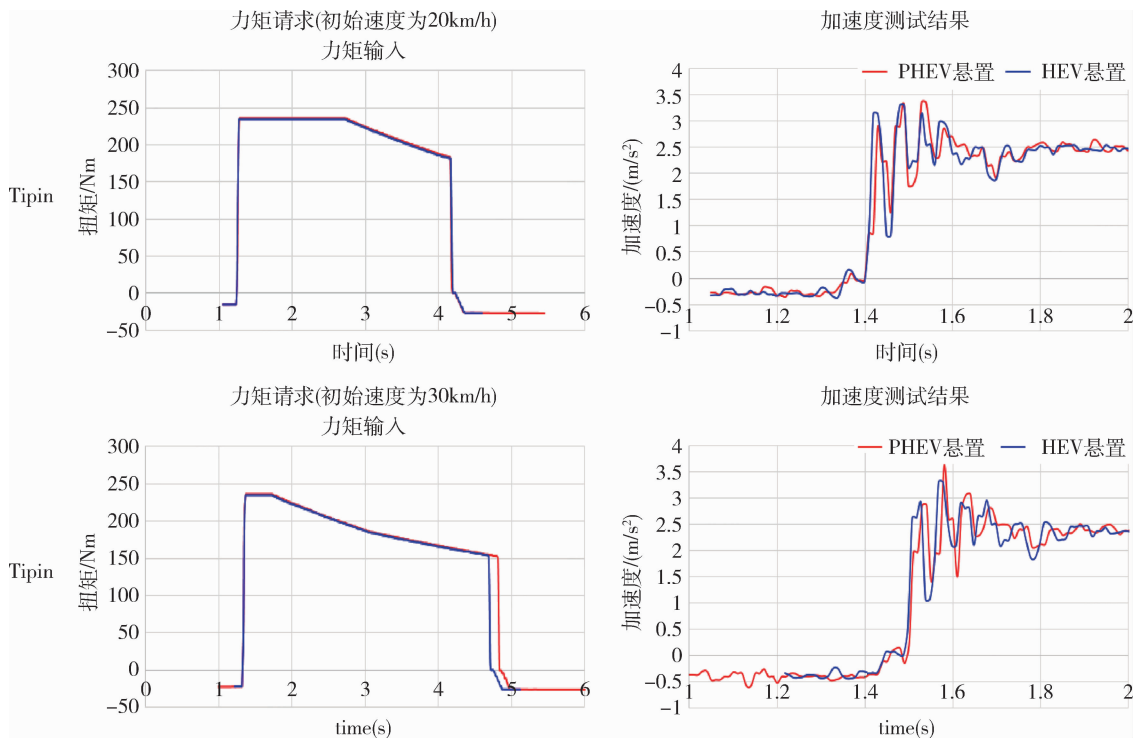 力矩请求(初始速度为20km/h)
力矩输入
300
250
200
150
100
50
0
−50
0 1 2 3 4 5 6
扭矩/Nm
时间(s)
Tipin
加速度测试结果
PHEV悬置 HEV悬置
4
3.5
3
2.5
2
1.5
1
0.5
0
−0.5
−1
1 1.2 1.4 1.6 1.8 2
加速度/(m/s²)
时间(s)
力矩请求(初始速度为30km/h)
力矩输入
300
250
200
150
100
50
0
−50
0 1 2 3 4 5 6
扭矩/Nm
time(s)
Tipin
加速度测试结果
PHEV悬置 HEV悬置
4
3.5
3
2.5
2
1.5
1
0.5
0
−0.5
−1
1 1.2 1.4 1.6 1.8 2
加速度/(m/s²)
time(s)